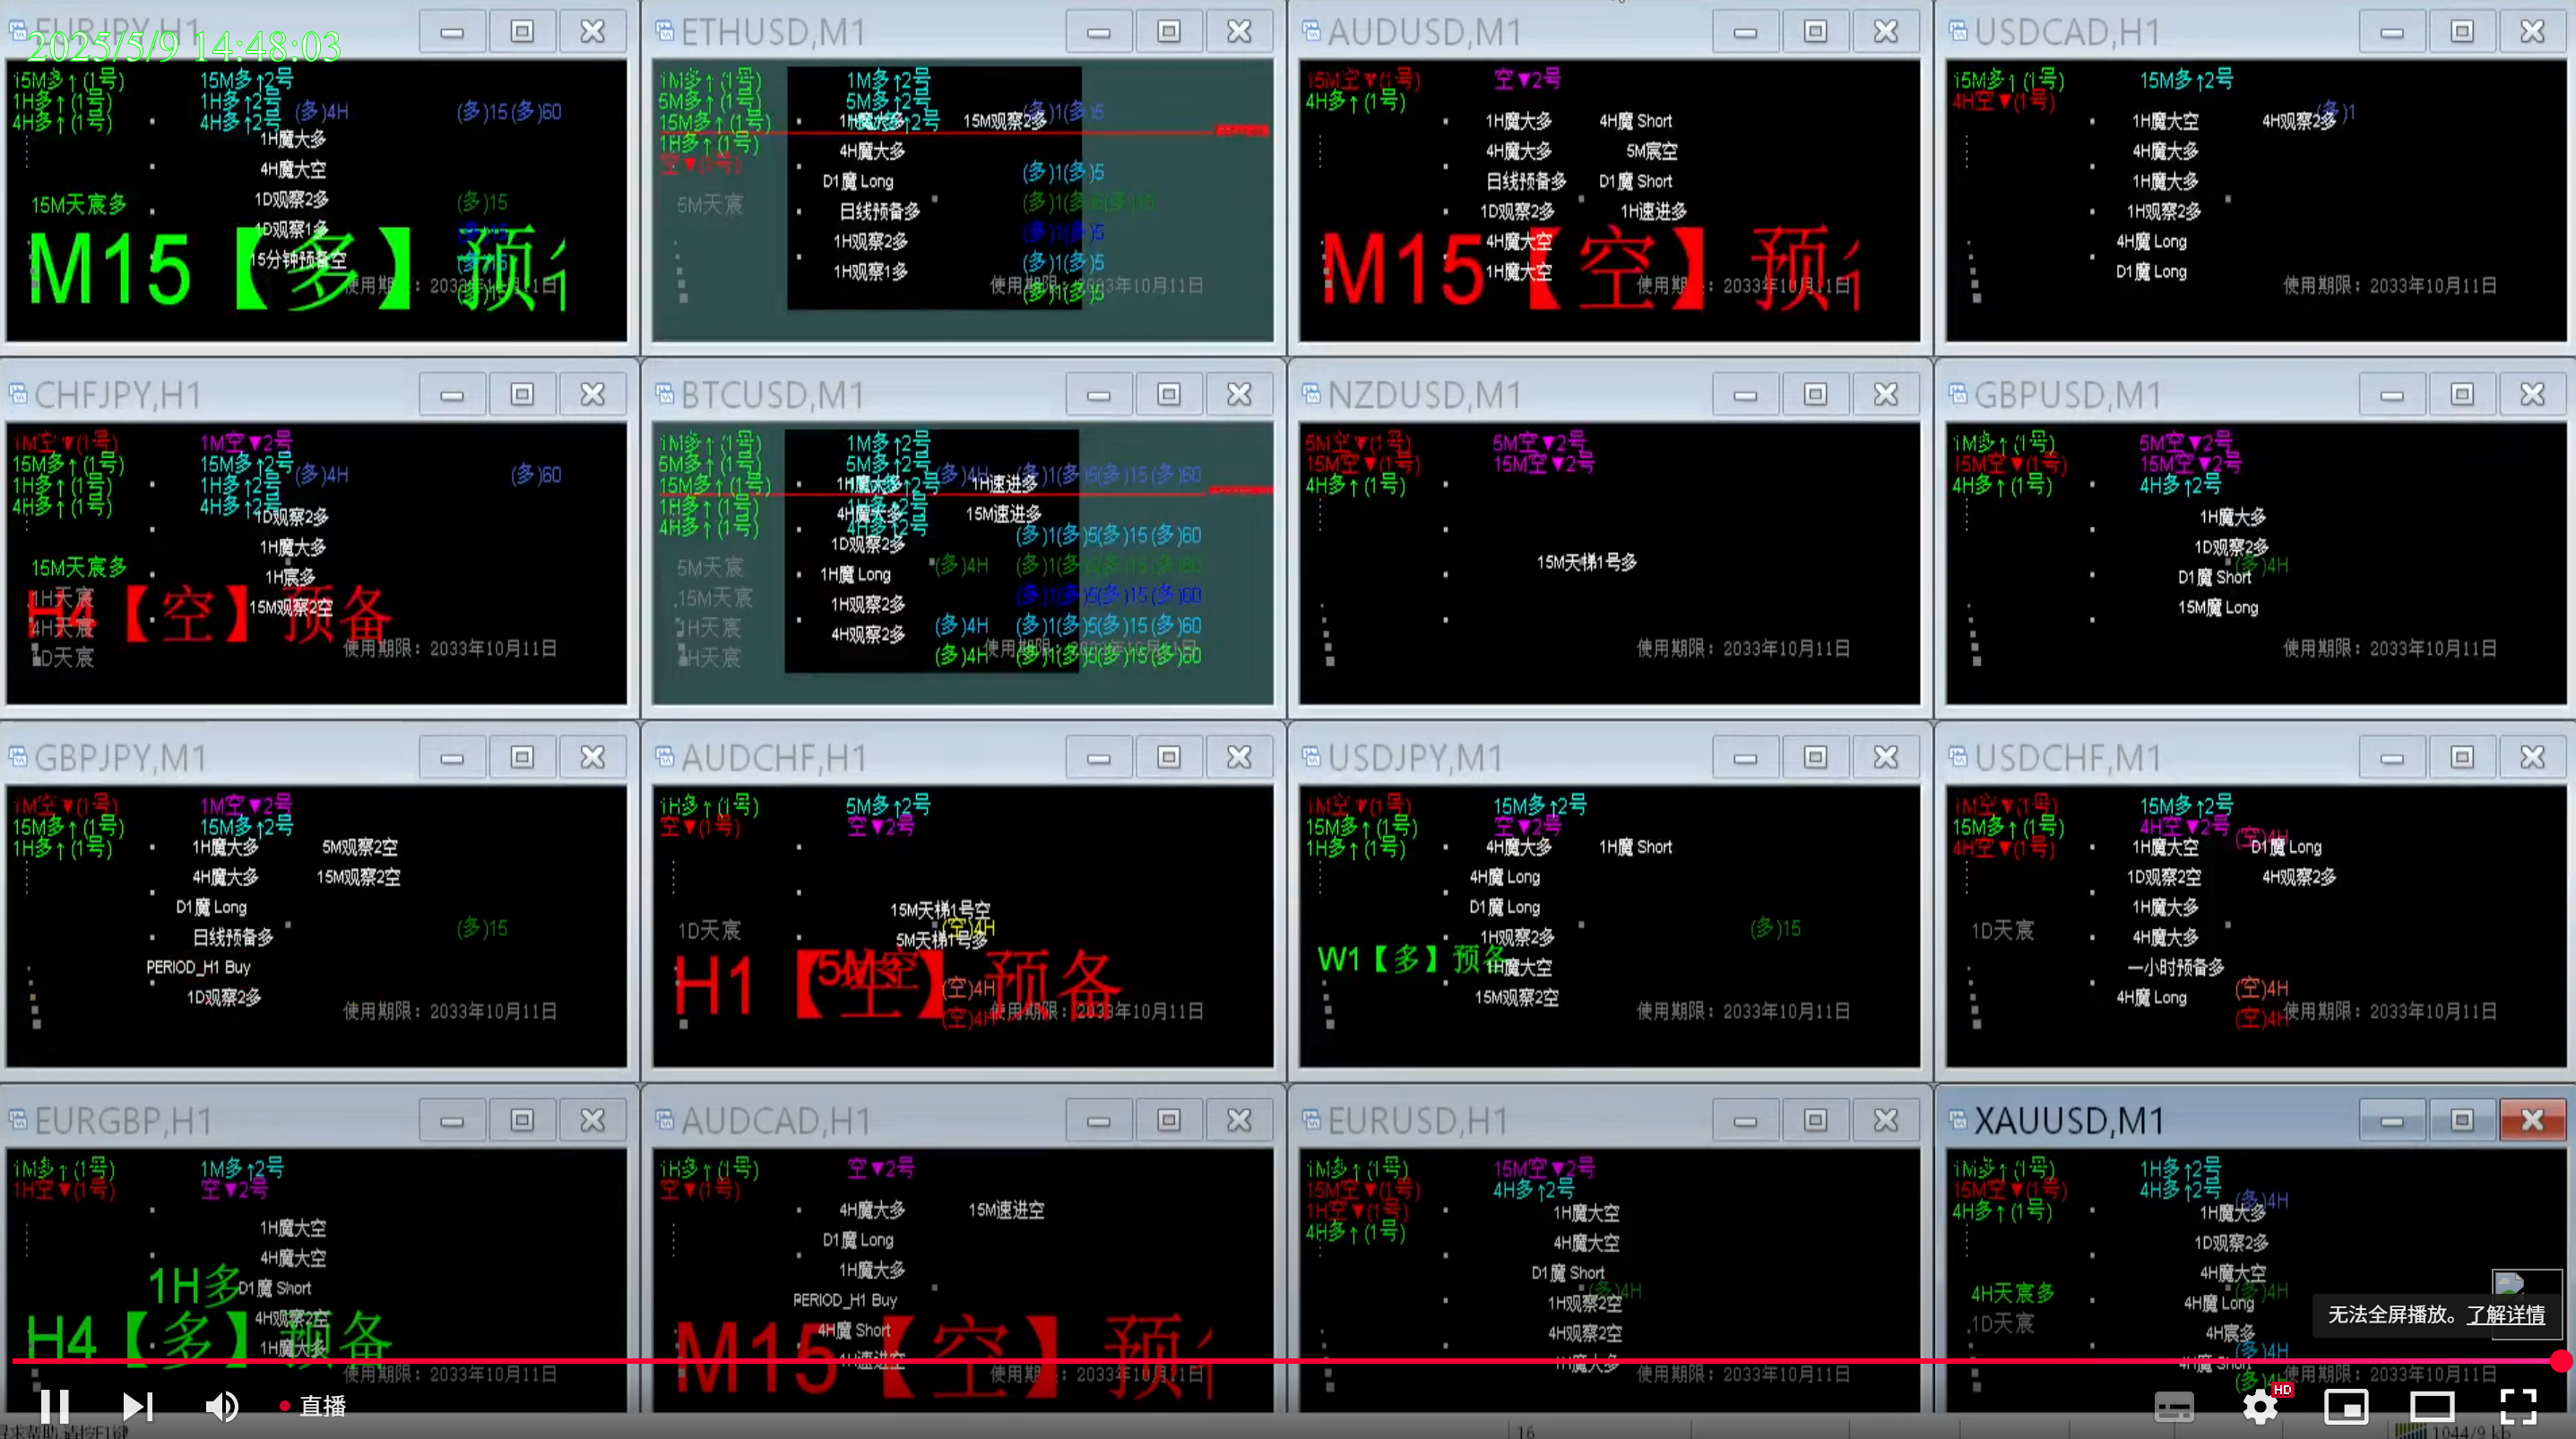 EURJPY,H1
2025/5/9 14:48:03
15M多↑(1号) 15M多↑2号
1H多↑(1号) 1H多↑2号
4H多↑(1号) 4H多↑2号
(多)4H (多)15(多)60
1H魔大多
4H魔大空
1D观察2多
15M天宸多 (多)15
1D观察1多
15分钟预备空
M15【多】预
使用期限：2033年10月11日
ETHUSD,M1
1M多↑(1号) 1M多↑2号
5M多↑(1号) 5M多↑2号
15M多↑(1号)
1H多↑(1号)
空▼(1号)
1H魔大多 15M观察2多 (多)1(多)5
4H魔大多
D1魔 Long (多)1(多)5
5M天宸 日线预备多
1H观察2多 (多)1(多)5
1H观察1多 (多)1(多)5
(多)1(多)5
AUDUSD,M1
15M空▼(1号) 空▼2号
4H多↑(1号)
1H魔大多 4H魔 Short
4H魔大多 5M宸空
日线预备多 D1魔 Short
1D观察2多 1H速进多
4H魔大空
1H魔大空
M15【空】预
使用期限：2033年10月11日
USDCAD,H1
15M多↑(1号) 15M多↑2号
4H空▼(1号)
(多)1
1H魔大空 4H观察2多
4H魔大多
1H魔大多
1H观察2多
4H魔 Long
D1魔 Long
使用期限：2033年10月11日
CHFJPY,H1
1M空▼(1号) 1M空▼2号
15M多↑(1号) 15M多↑2号
1H多↑(1号) 1H多↑2号
4H多↑(1号) 4H多↑2号
(多)4H (多)60
1D观察2多
1H魔大多
15M天宸多 1H宸多
1H天宸 15M观察2空
4H天宸
1D天宸
H4【空】预备
使用期限：2033年10月11日
BTCUSD,M1
1M多↑(1号) 1M多↑2号
5M多↑(1号) 5M多↑2号
15M多↑(1号)
1H多↑(1号) 1H多↑2号
4H多↑(1号) 4H多↑2号
1H魔大多 (多)4H 1H速进多 (多)1(多)5(多)15(多)60
4H魔大多 15M速进多
1D观察2多 (多)1(多)5(多)15(多)60
5M天宸 1H魔 Long (多)4H (多)1(多)5(多)15(多)60
15M天宸 1H观察2多 (多)1(多)5(多)15(多)60
1H天宸 4H观察2多 (多)4H (多)1(多)5(多)15(多)60
4H天宸 (多)4H (多)1(多)5(多)15(多)60
NZDUSD,M1
5M空▼(1号) 5M空▼2号
15M空▼(1号) 15M空▼2号
4H多↑(1号)
15M天梯1号多
使用期限：2033年10月11日
GBPUSD,M1
1M多↑(1号) 5M空▼2号
15M空▼(1号) 15M空▼2号
4H多↑(1号) 4H多↑2号
1H魔大多
1D观察2多
(多)4H
D1魔 Short
15M魔 Long
使用期限：2033年10月11日
GBPJPY,M1
1M空▼(1号) 1M空▼2号
15M多↑(1号) 15M多↑2号
1H多↑(1号)
1H魔大多 5M观察2空
4H魔大多 15M观察2空
D1魔 Long
日线预备多 (多)15
PERIOD_H1 Buy
1D观察2多
使用期限：2033年10月11日
AUDCHF,H1
1H多↑(1号) 5M多↑2号
空▼(1号) 空▼2号
15M天梯1号空
1D天宸 (空)4H
5M天梯1号多
H1【空】预备
(空)4H
(空)4H
使用期限：2033年10月11日
USDJPY,M1
1M空▼(1号) 15M多↑2号
15M多↑(1号) 空▼2号
1H多↑(1号)
4H魔大多 1H魔 Short
4H魔 Long
D1魔 Long
1H观察2多 (多)15
W1【多】预备
1H魔大空
15M观察2空
使用期限：2033年10月11日
USDCHF,M1
1M空▼(1号) 15M多↑2号
15M多↑(1号) 4H空▼2号
4H空▼(1号) (空)4H
1H魔大空 D1魔 Long
1D观察2空 4H观察2多
1H魔大多
1D天宸 4H魔大多
一小时预备多
4H魔 Long (空)4H
(空)4H
使用期限：2033年10月11日
EURGBP,H1
1M多↑(1号) 1M多↑2号
1H空▼(1号) 空▼2号
1H魔大空
4H魔大空
1H多 D1魔 Short
4H观察2空
1H魔大多
H4【多】预备
使用期限：2033年10月11日
AUDCAD,H1
1H多↑(1号) 空▼2号
空▼(1号)
4H魔大多 15M速进空
D1魔 Long
1H魔大多
PERIOD_H1 Buy
4H魔 Short
1H速进空
M15【空】预
使用期限：2033年10月11日
EURUSD,H1
1M多↑(1号) 15M空▼2号
15M空▼(1号) 4H多↑2号
1H空▼(1号)
4H多↑(1号)
1H魔大空
4H魔大空
D1魔 Short
(多)4H
1H观察2空
4H观察2空
1H魔大多
使用期限：2033年10月11日
XAUUSD,M1
1M多↑(1号) 1H多↑2号
15M空▼(1号) 4H多↑2号
4H多↑(1号) (多)4H
1H魔大多
1D观察2多
4H魔大空
4H天宸多 (多)4H
4H魔 Long
1D天宸
4H宸多
(多)4H
4H魔 Short
使用期限：2033年10月11日
无法全屏播放。了解详情
直播
HD
16